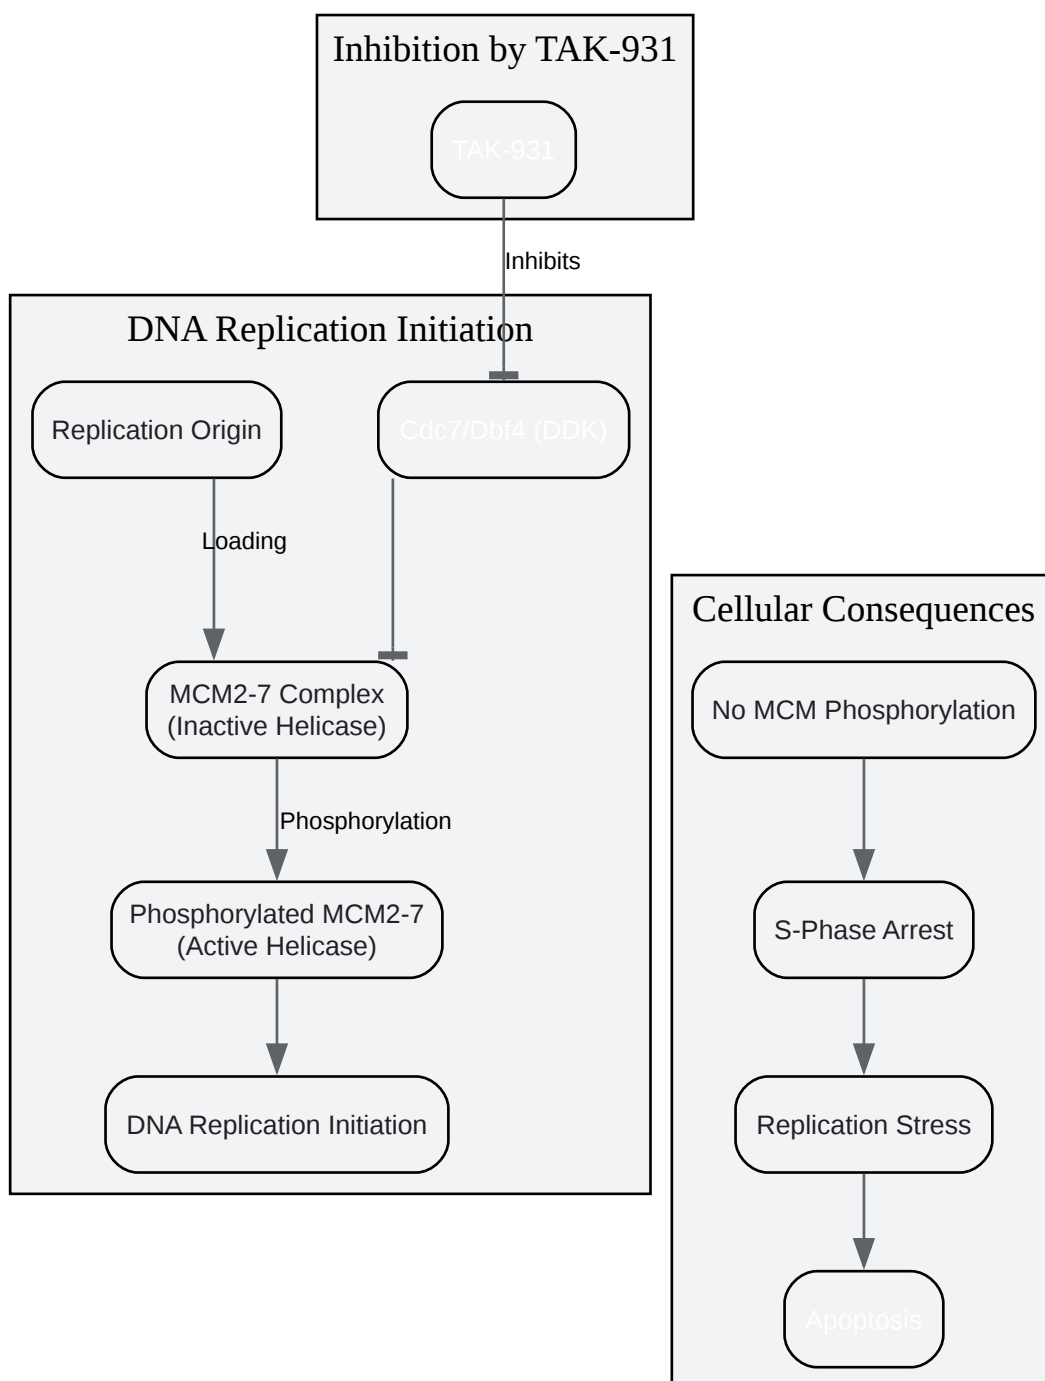 Inhibition by TAK-931
TAK-931
Inhibits
DNA Replication Initiation
Replication Origin
Cdc7/Dbf4 (DDK)
Loading
MCM2-7 Complex
(Inactive Helicase)
Phosphorylation
Phosphorylated MCM2-7
(Active Helicase)
DNA Replication Initiation
Cellular Consequences
No MCM Phosphorylation
S-Phase Arrest
Replication Stress
Apoptosis